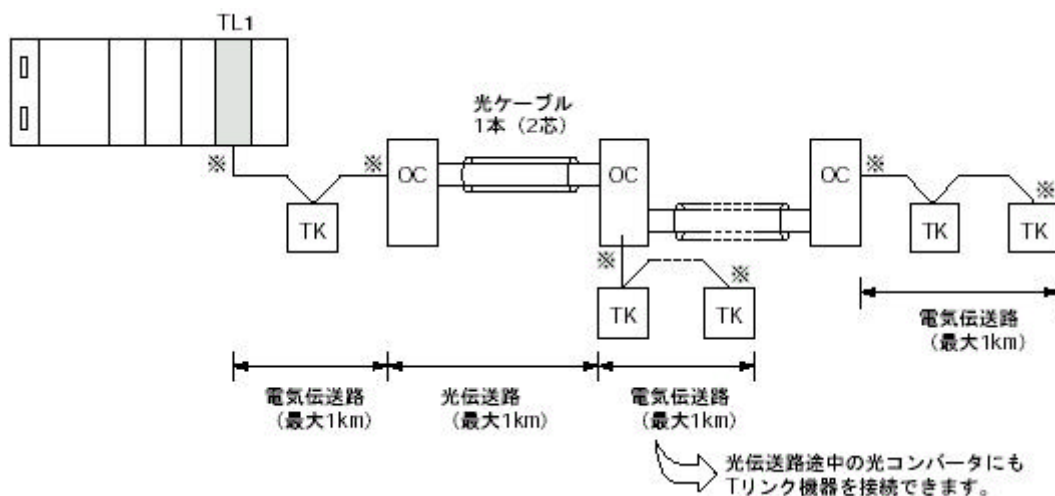 TL1
光ケーブル
1本（2芯）
※
※
OC
OC
OC
※
TK
※
TK
TK
※
※
TK
TK
電気伝送路
（最大1km）
電気伝送路
（最大1km）
光伝送路
（最大1km）
電気伝送路
（最大1km）
光伝送路途中の光コンバータにも
Tリンク機器を接続できます。